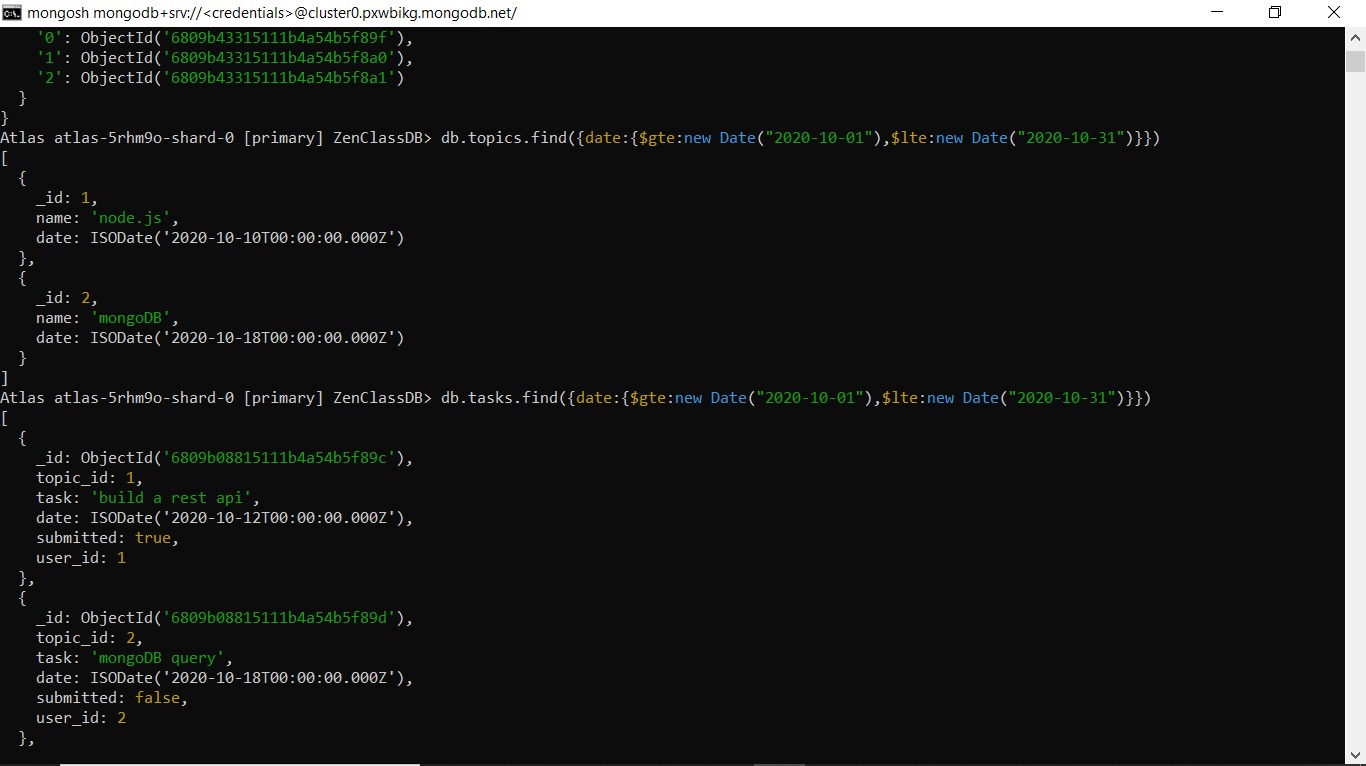 mongosh mongodb+srv://<credentials>@cluster0.pxwbikg.mongodb.net/
'0': ObjectId('6809b43315111b4a54b5f89f'),
'1': ObjectId('6809b43315111b4a54b5f8a0'),
'2': ObjectId('6809b43315111b4a54b5f8a1')
}
}
Atlas atlas-5rhm9o-shard-0 [primary] ZenClassDB> db.topics.find({date:{$gte:new Date("2020-10-01"),$lte:new Date("2020-10-31")}})
[
{
_id: 1,
name: 'node.js',
date: ISODate('2020-10-10T00:00:00.000Z')
},
{
_id: 2,
name: 'mongoDB',
date: ISODate('2020-10-18T00:00:00.000Z')
}
]
Atlas atlas-5rhm9o-shard-0 [primary] ZenClassDB> db.tasks.find({date:{$gte:new Date("2020-10-01"),$lte:new Date("2020-10-31")}})
[
{
_id: ObjectId('6809b08815111b4a54b5f89c'),
topic_id: 1,
task: 'build a rest api',
date: ISODate('2020-10-12T00:00:00.000Z'),
submitted: true,
user_id: 1
},
{
_id: ObjectId('6809b08815111b4a54b5f89d'),
topic_id: 2,
task: 'mongoDB query',
date: ISODate('2020-10-18T00:00:00.000Z'),
submitted: false,
user_id: 2
},